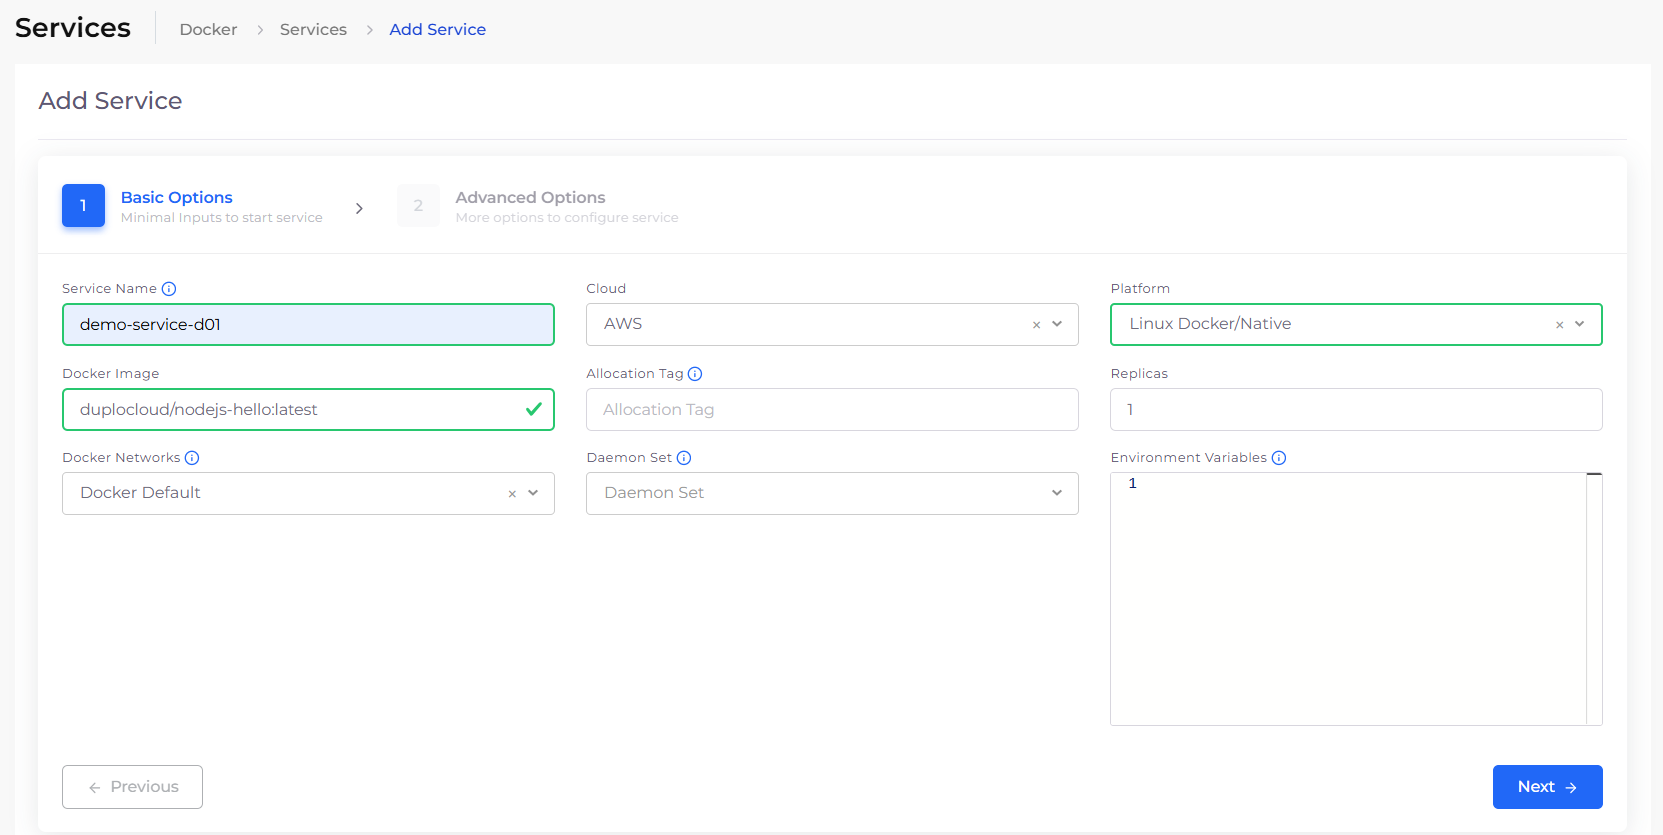 Services
Docker > Services > Add Service
Add Service
1
Basic Options
Minimal Inputs to start service
2
Advanced Options
More options to configure service
Service Name
demo-service-d01
Cloud
AWS
Platform
Linux Docker/Native
Docker Image
duplocloud/nodejs-hello:latest
Allocation Tag
Allocation Tag
Replicas
1
Docker Networks
Docker Default
Daemon Set
Daemon Set
Environment Variables
1
← Previous
Next →